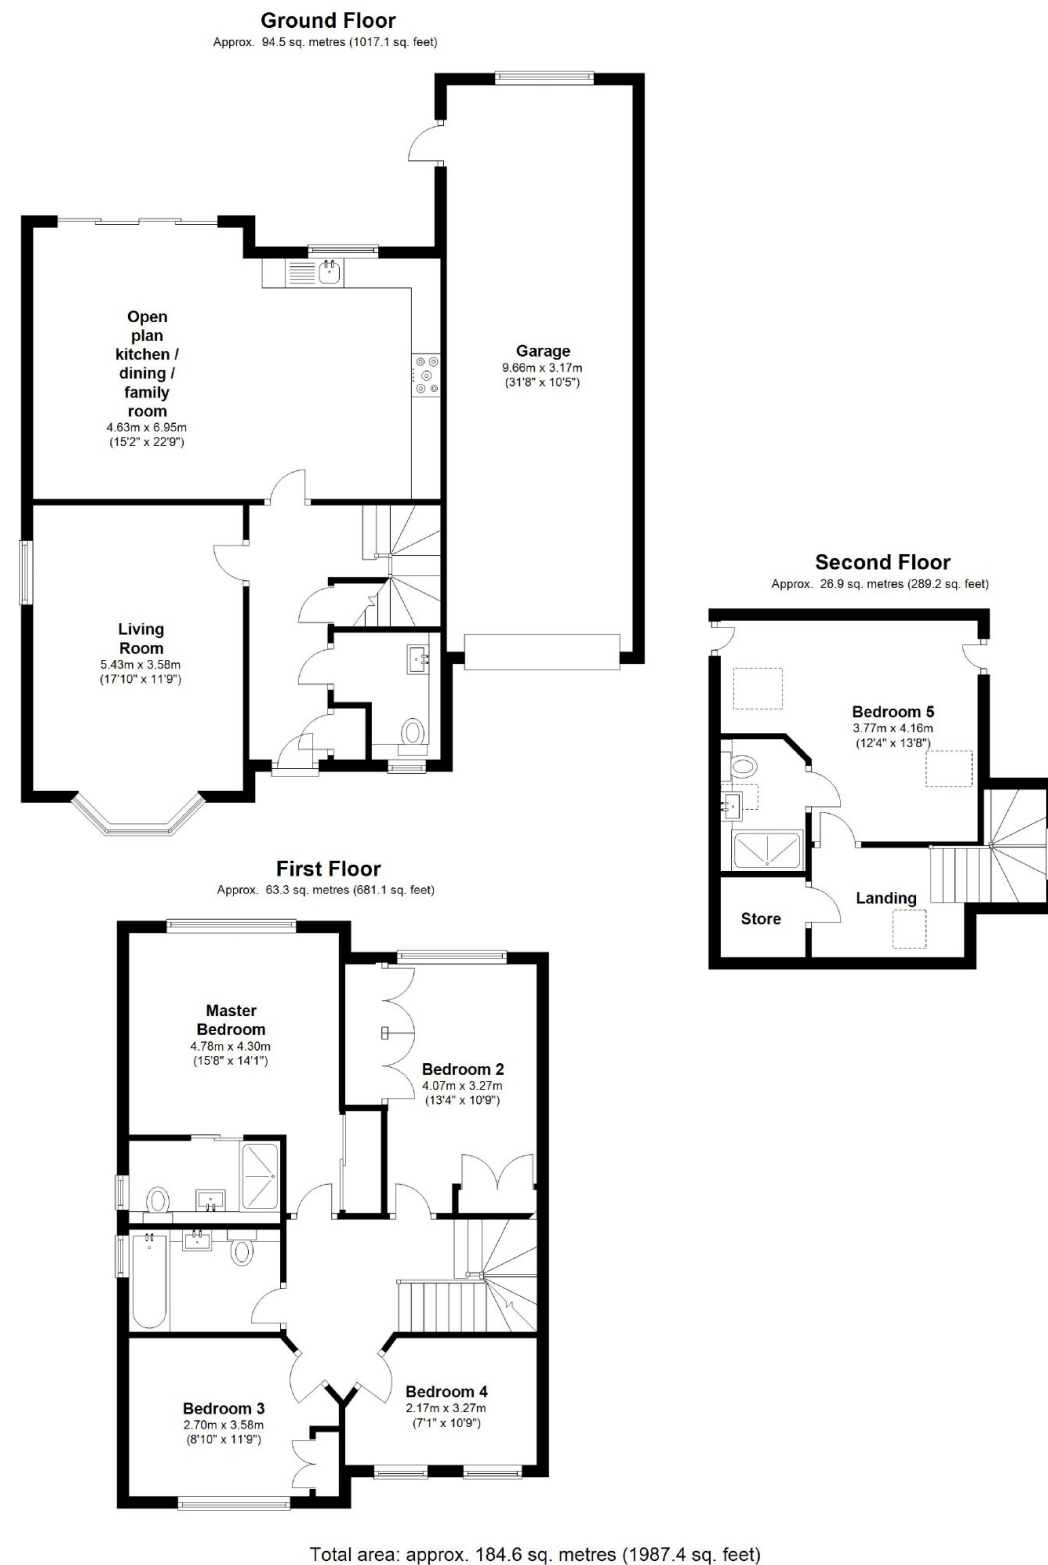 Ground Floor
Approx. 94.5 sq. metres (1017.1 sq. feet)
Open
plan
kitchen /
dining /
family
room
4.63m x 6.95m
(15'2" x 22'9")
Garage
9.66m x 3.17m
(31'8" x 10'5")
Living
Room
5.43m x 3.58m
(17'10" x 11'9")
Second Floor
Approx. 26.9 sq. metres (289.2 sq. feet)
Bedroom 5
3.77m x 4.16m
(12'4" x 13'8")
Landing
Store
First Floor
Approx. 63.3 sq. metres (681.1 sq. feet)
Master
Bedroom
4.78m x 4.30m
(15'8" x 14'1")
Bedroom 2
4.07m x 3.27m
(13'4" x 10'9")
Bedroom 3
2.70m x 3.58m
(8'10" x 11'9")
Bedroom 4
2.17m x 3.27m
(7'1" x 10'9")
Total area: approx. 184.6 sq. metres (1987.4 sq. feet)